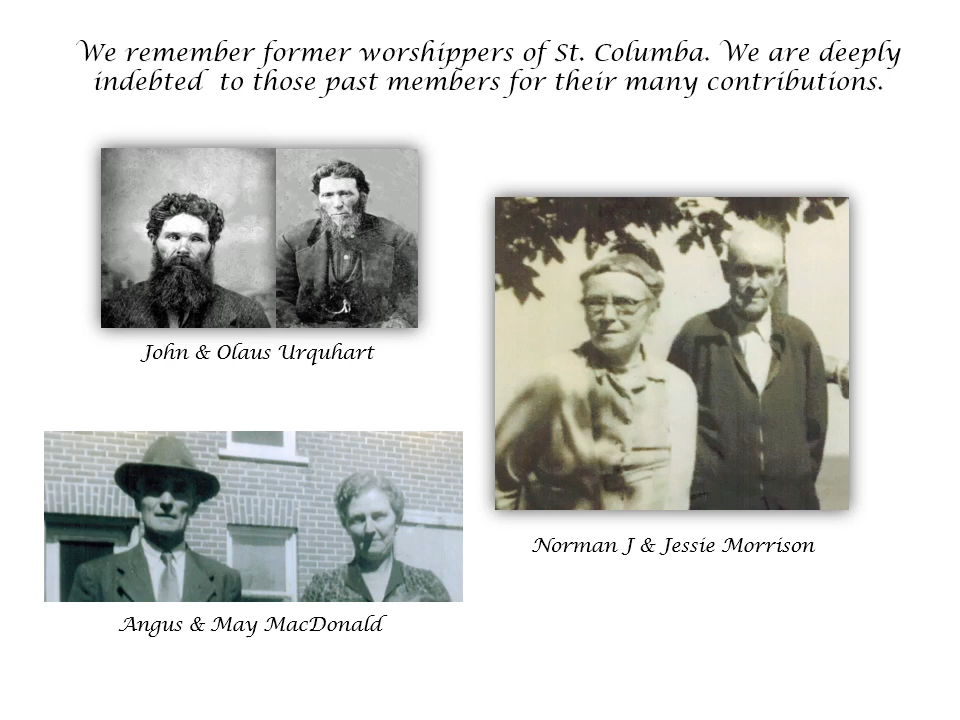 We remember former worshippers of St. Columba. We are deeply
indebted to those past members for their many contributions.
John & Olaus Urquhart
Norman J & Jessie Morrison
Angus & May MacDonald